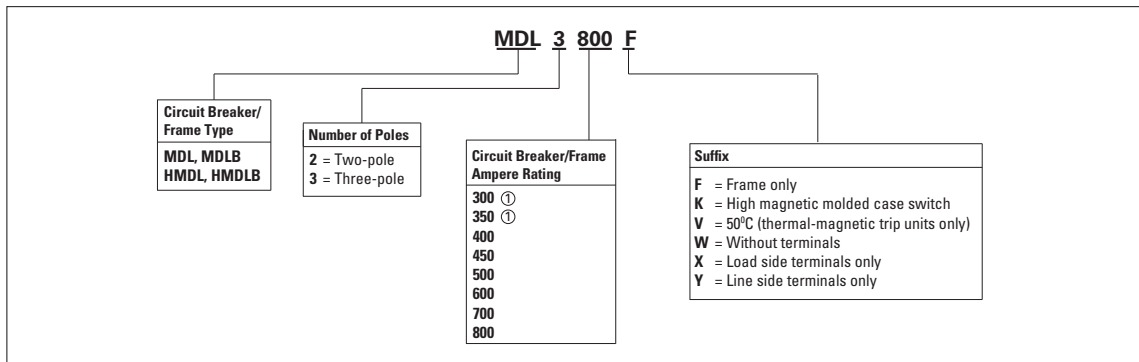 MDL 3 800 F
Circuit Breaker/
Frame Type
MDL, MDLB
HMDL, HMDLB
Number of Poles
2 = Two-pole
3 = Three-pole
Circuit Breaker/Frame
Ampere Rating
300 ①
350 ①
400
450
500
600
700
800
Suffix
F = Frame only
K = High magnetic molded case switch
V = 50⁰C (thermal-magnetic trip units only)
W = Without terminals
X = Load side terminals only
Y = Line side terminals only